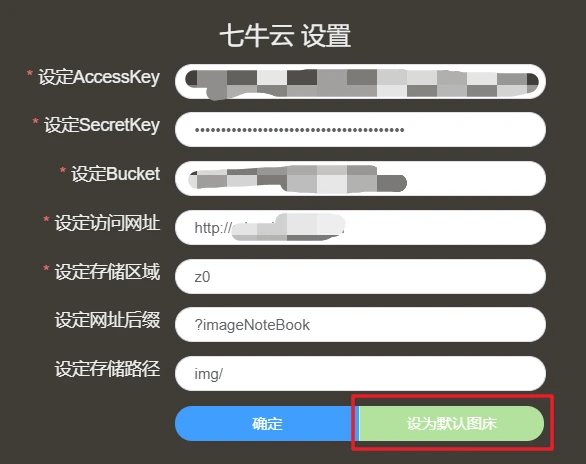 七牛云 设置
* 设定AccessKey
* 设定SecretKey
••••••••••••••••••••••••••••••••••••••••
* 设定Bucket
* 设定访问网址
http://
* 设定存储区域
z0
设定网址后缀
?imageNoteBook
设定存储路径
img/
确定
设为默认图床